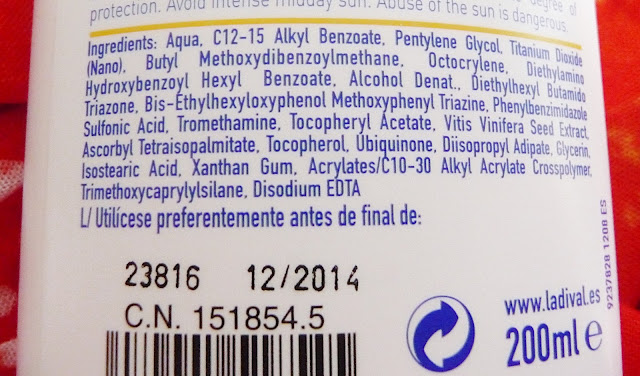 protection. Avoid intense midday sun. Abuse of the sun is dangerous.
Ingredients: Aqua, C12-15 Alkyl Benzoate, Pentylene Glycol, Titanium Dioxide
(Nano), Butyl Methoxydibenzoylmethane, Octocrylene, Diethylamino
Hydroxybenzoyl Hexyl Benzoate, Alcohol Denat., Diethylhexyl Butamido
Triazone, Bis-Ethylhexyloxyphenol Methoxyphenyl Triazine, Phenylbenzimidazole
Sulfonic Acid, Tromethamine, Tocopheryl Acetate, Vitis Vinifera Seed Extract,
Ascorbyl Tetraisopalmitate, Tocopherol, Ubiquinone, Diisopropyl Adipate, Glycerin,
Isostearic Acid, Xanthan Gum, Acrylates/C10-30 Alkyl Acrylate Crosspolymer,
Trimethoxycaprylylsilane, Disodium EDTA
L/ Utilícese preferentemente antes de final de:
23816 12/2014
C.N. 151854.5
www.ladival.es
200ml e
9237828 1208 ES